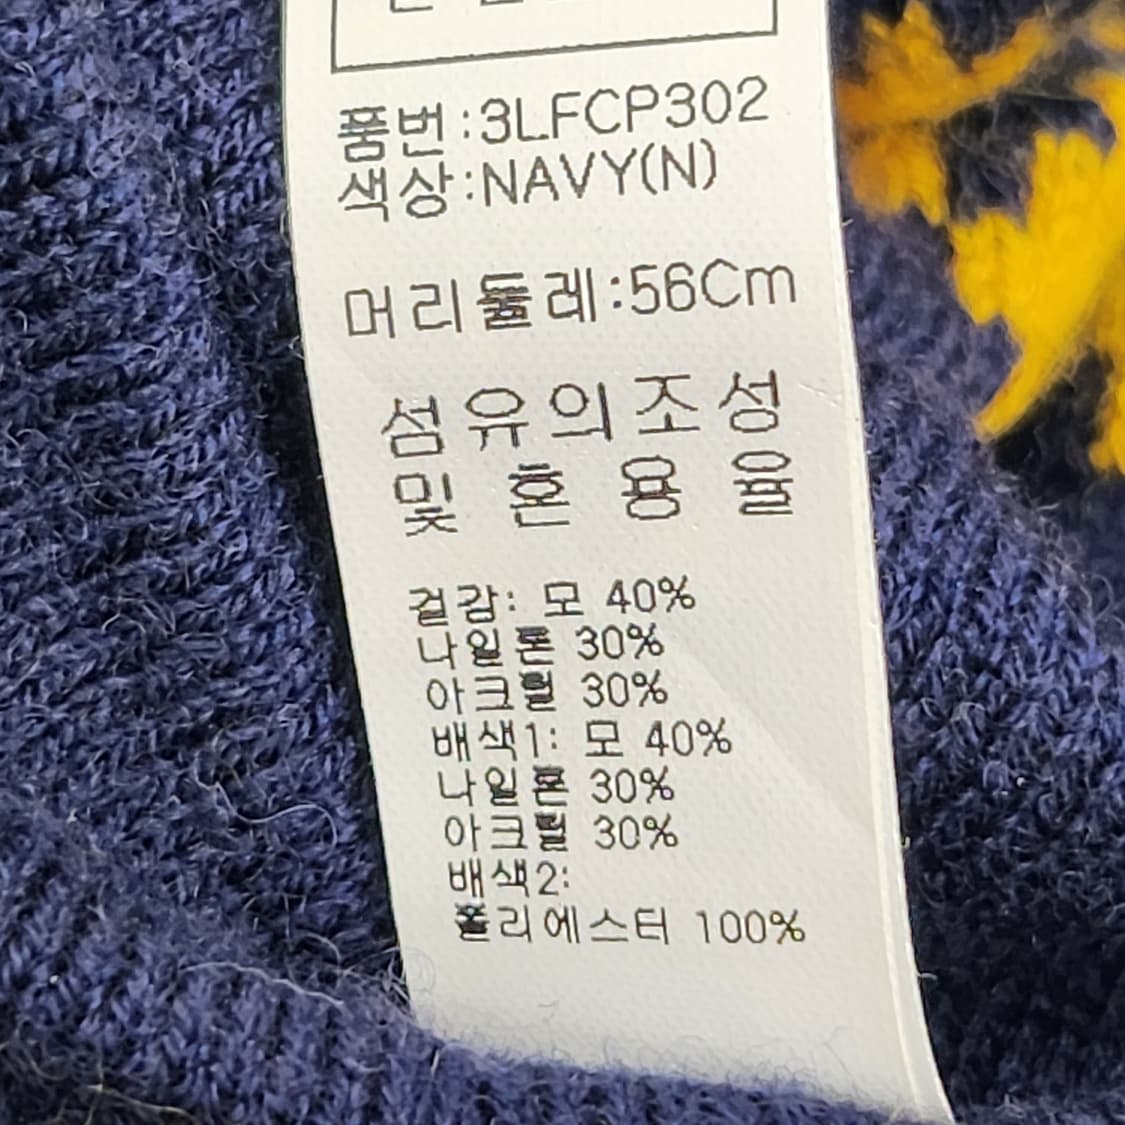 품번:3LFCP302
색상:NAVY(N)
머리둘레:56Cm
섬유의조성
및 혼용율
겉감: 모 40%
나일론 30%
아크릴 30%
배색1: 모 40%
나일론 30%
아크릴 30%
배색2:
폴리에스터 100%